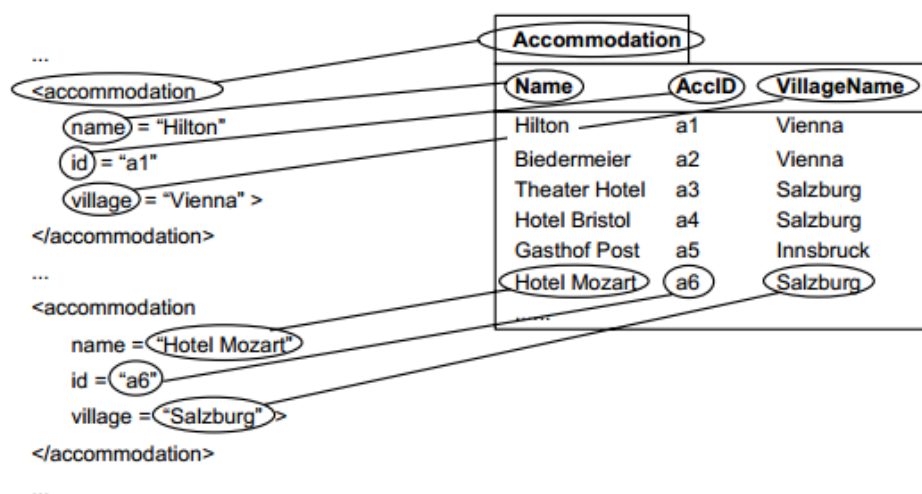 ...
<accommodation
name = “Hilton”
id = “a1”
village = “Vienna” >
</accommodation>
...
<accommodation
name = “Hotel Mozart”
id = “a6”
village = “Salzburg” >
</accommodation>
...
Accommodation
Name AccID VillageName
Hilton a1 Vienna
Biedermeier a2 Vienna
Theater Hotel a3 Salzburg
Hotel Bristol a4 Salzburg
Gasthof Post a5 Innsbruck
Hotel Mozart a6 Salzburg
......